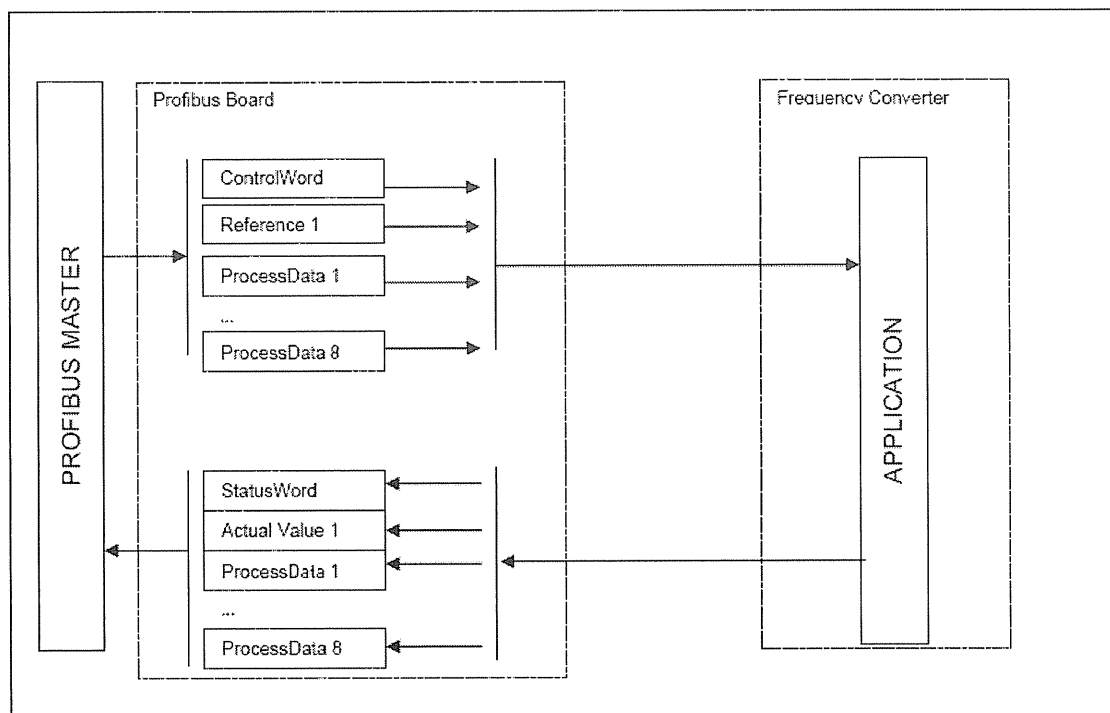 PROFIBUS MASTER
Profibus Board
ControlWord
Reference 1
ProcessData 1
...
ProcessData 8
StatusWord
Actual Value 1
ProcessData 1
...
ProcessData 8
Frequency Converter
APPLICATION